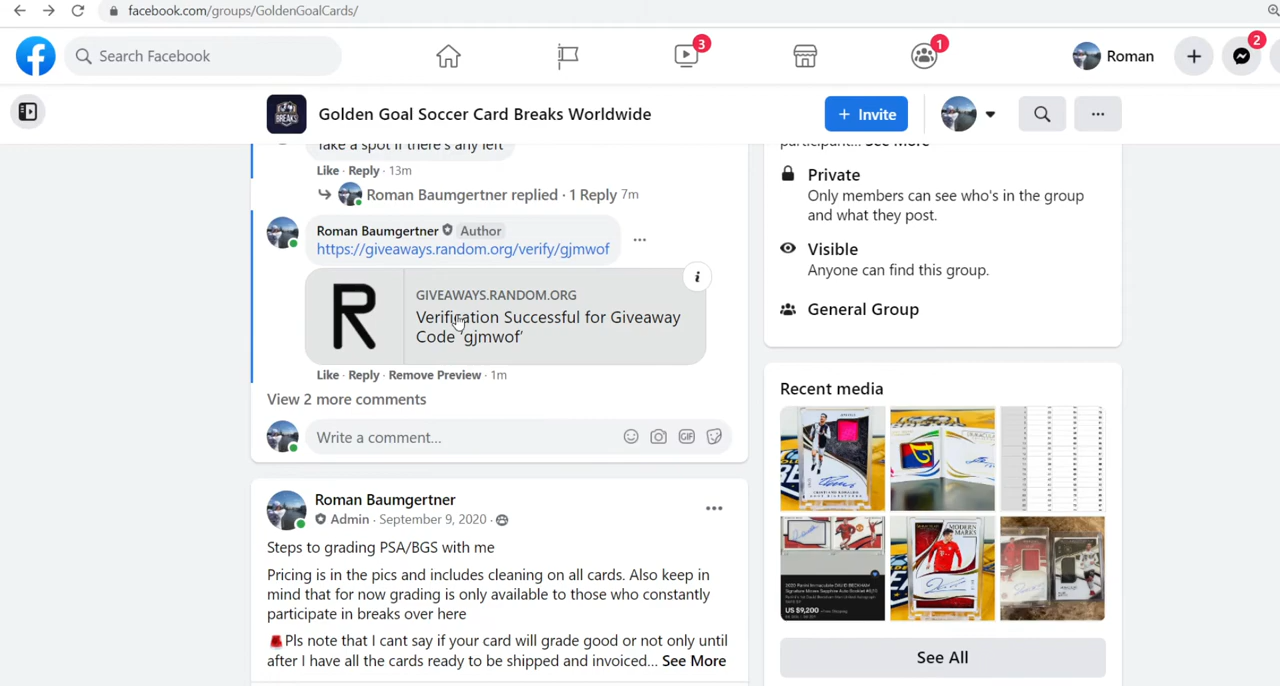 facebook.com/groups/GoldenGoalCards/
Search Facebook
3
1
Roman
2
Golden Goal Soccer Card Breaks Worldwide
+ Invite
Take a spot if there's any left
Like · Reply · 13m
Roman Baumgertner replied · 1 Reply 7m
Roman Baumgertner Author
https://giveaways.random.org/verify/gjmwof
R
GIVEAWAYS.RANDOM.ORG
Verification Successful for Giveaway
Code 'gjmwof'
Like · Reply · Remove Preview · 1m
View 2 more comments
Write a comment...
GIF
Roman Baumgertner
Admin · September 9, 2020 ·
Steps to grading PSA/BGS with me
Pricing is in the pics and includes cleaning on all cards. Also keep in
mind that for now grading is only available to those who constantly
participate in breaks over here
Pls note that I cant say if your card will grade good or not only until
after I have all the cards ready to be shipped and invoiced... See More
participant... See More
Private
Only members can see who's in the group
and what they post.
Visible
Anyone can find this group.
General Group
Recent media
MODERN
MARKS
US $9,200
See All